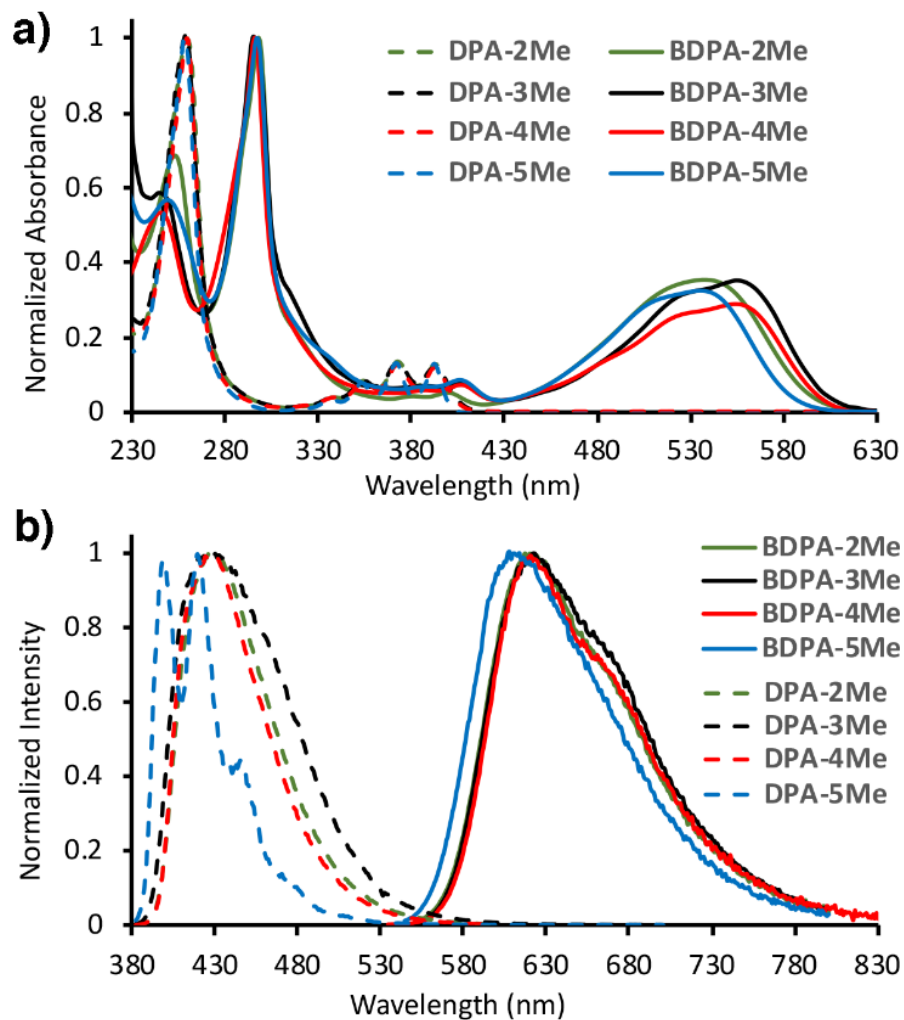 a)
DPA-2Me BDPA-2Me
DPA-3Me BDPA-3Me
DPA-4Me BDPA-4Me
DPA-5Me BDPA-5Me
Normalized Absorbance
1
0.8
0.6
0.4
0.2
0
230 280 330 380 430 480 530 580 630
Wavelength (nm)
b)
BDPA-2Me
BDPA-3Me
BDPA-4Me
BDPA-5Me
DPA-2Me
DPA-3Me
DPA-4Me
DPA-5Me
Normalized Intensity
1
0.8
0.6
0.4
0.2
0
380 430 480 530 580 630 680 730 780 830
Wavelength (nm)